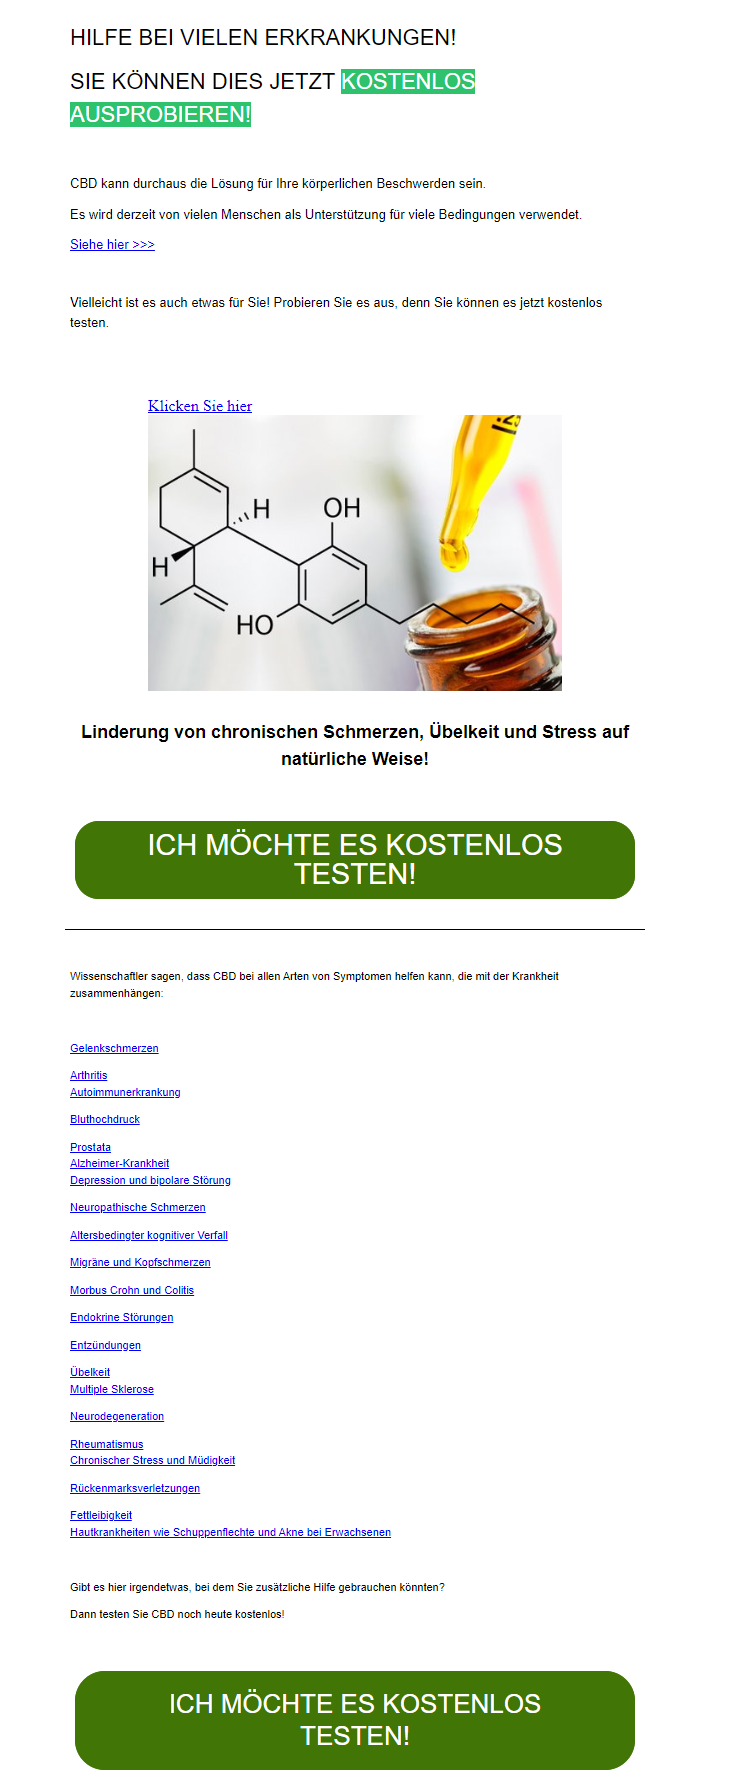 HILFE BEI VIELEN ERKRANKUNGEN!
SIE KÖNNEN DIES JETZT KOSTENLOS
AUSPROBIEREN!
CBD kann durchaus die Lösung für Ihre körperlichen Beschwerden sein.
Es wird derzeit von vielen Menschen als Unterstützung für viele Bedingungen verwendet.
Siehe hier >>>
Vielleicht ist es auch etwas für Sie! Probieren Sie es aus, denn Sie können es jetzt kostenlos
testen.
Klicken Sie hier
H
OH
H
HO
Linderung von chronischen Schmerzen, Übelkeit und Stress auf
natürliche Weise!
ICH MÖCHTE ES KOSTENLOS
TESTEN!
Wissenschaftler sagen, dass CBD bei allen Arten von Symptomen helfen kann, die mit der Krankheit
zusammenhängen:
Gelenkschmerzen
Arthritis
Autoimmunerkrankung
Bluthochdruck
Prostata
Alzheimer-Krankheit
Depression und bipolare Störung
Neuropathische Schmerzen
Altersbedingter kognitiver Verfall
Migräne und Kopfschmerzen
Morbus Crohn und Colitis
Endokrine Störungen
Entzündungen
Übelkeit
Multiple Sklerose
Neurodegeneration
Rheumatismus
Chronischer Stress und Müdigkeit
Rückenmarksverletzungen
Fettleibigkeit
Hautkrankheiten wie Schuppenflechte und Akne bei Erwachsenen
Gibt es hier irgendetwas, bei dem Sie zusätzliche Hilfe gebrauchen könnten?
Dann testen Sie CBD noch heute kostenlos!
ICH MÖCHTE ES KOSTENLOS
TESTEN!